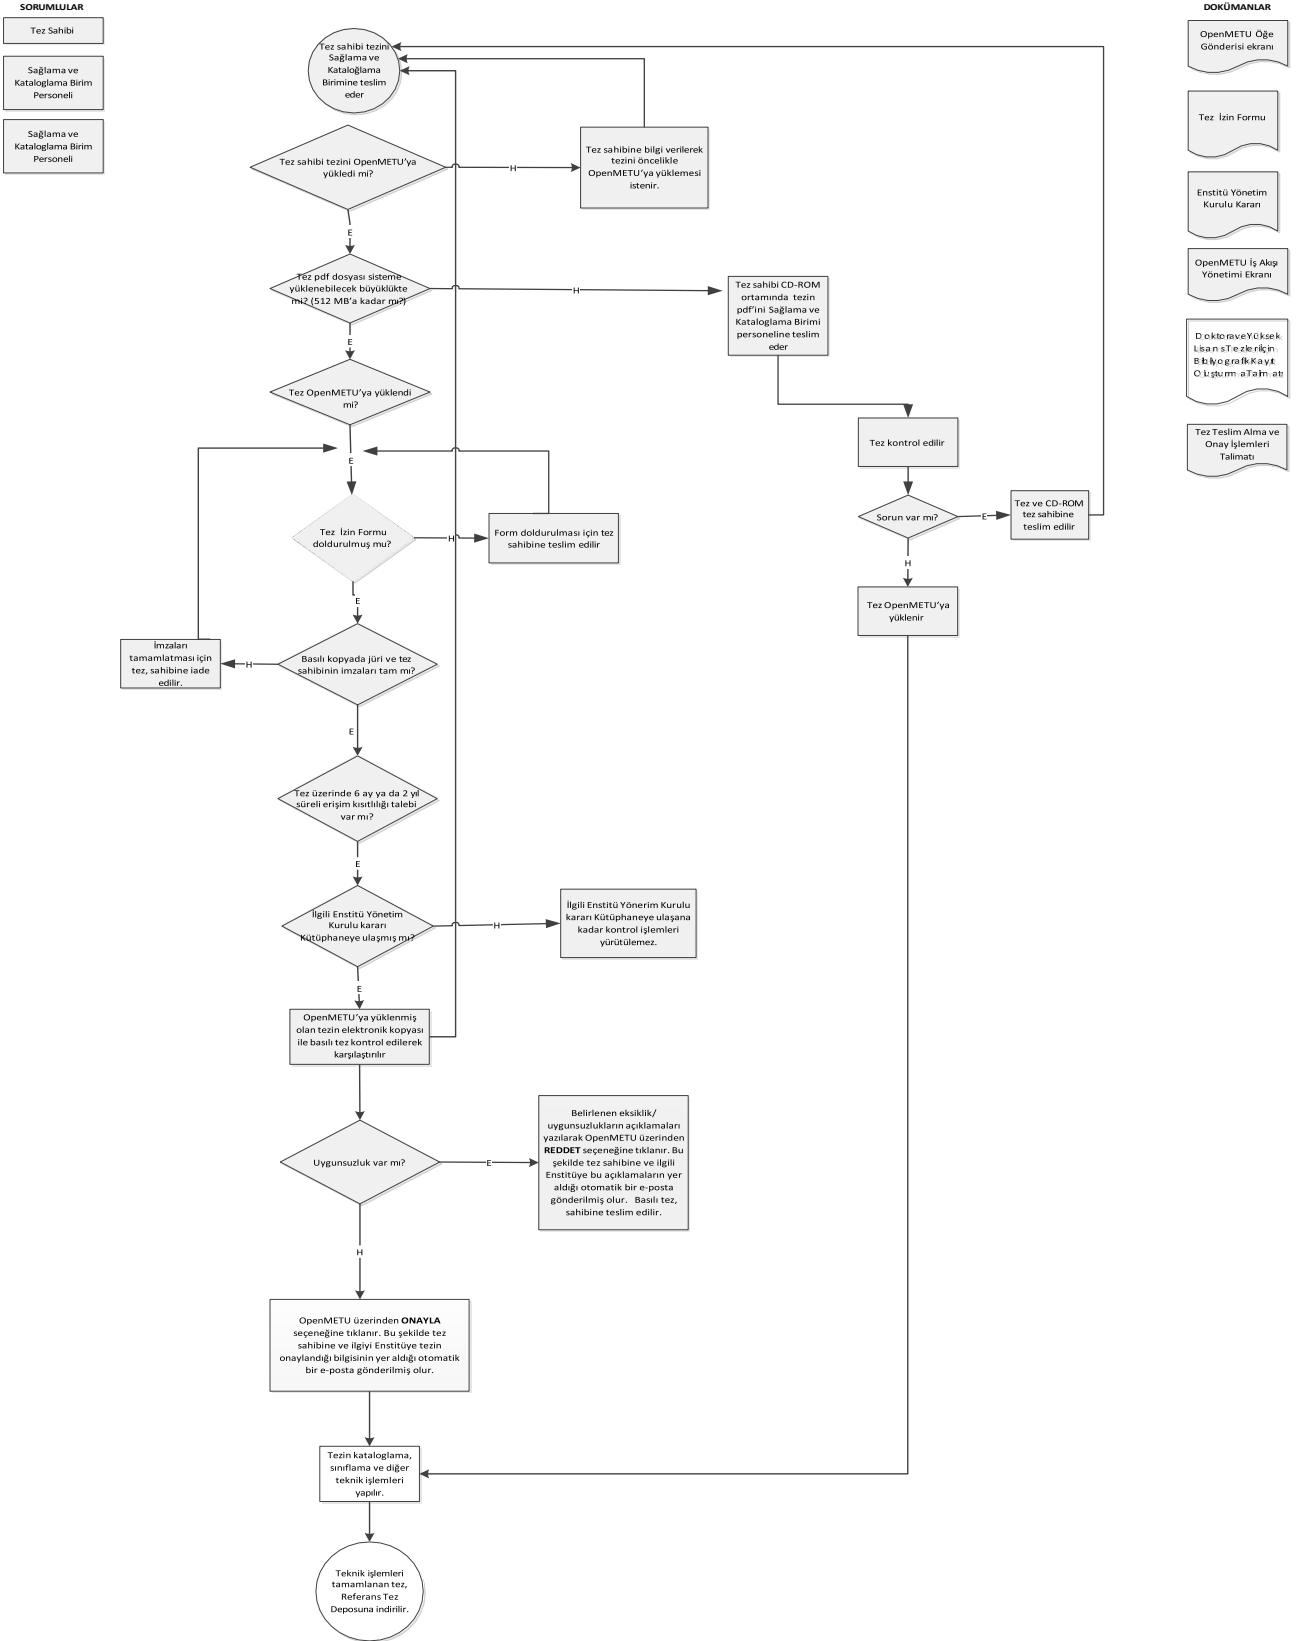 SORUMLULAR
Tez Sahibi
Sağlama ve
Kataloglama Birim
Personeli
Sağlama ve
Kataloglama Birim
Personeli
DOKÜMANLAR
OpenMETU Öğe
Gönderisi ekranı
Tez İzin Formu
Enstitü Yönetim
Kurulu Kararı
OpenMETU İş Akışı
Yönetimi Ekranı
Doktora ve Yüksek
Lisans Tezleri İçin
Bibliyografik Kayıt
Oluşturma Talimatı
Tez Teslim Alma ve
Onay İşlemleri
Talimatı
Tez sahibi tezini
Sağlama ve
Kataloğlama
Birimine teslim
eder
Tez sahibi tezini OpenMETU’ya
yükledi mi?
H
Tez sahibine bilgi verilerek
tezini öncelikle
OpenMETU’ya yüklemesi
istenir.
E
Tez pdf dosyası sisteme
yüklenebilecek büyüklükte
mi? (512 MB’a kadar mı?)
H
Tez sahibi CD-ROM
ortamında tezin
pdf’ini Sağlama ve
Kataloglama Birimi
personeline teslim
eder
E
Tez OpenMETU’ya yüklendi
mi?
Tez kontrol edilir
E
Sorun var mı?
E
Tez ve CD-ROM
tez sahibine
teslim edilir
H
Tez OpenMETU’ya
yüklenir
Tez İzin Formu
doldurulmuş mu?
H
Form doldurulması için tez
sahibine teslim edilir
E
Basılı kopyada jüri ve tez
sahibinin imzaları tam mı?
H
İmzaları
tamamlatması için
tez, sahibine iade
edilir.
E
Tez üzerinde 6 ay ya da 2 yıl
süreli erişim kısıtlılığı talebi
var mı?
E
İlgili Enstitü Yönetim
Kurulu kararı
Kütüphaneye ulaşmış mı?
H
İlgili Enstitü Yönerim Kurulu
kararı Kütüphaneye ulaşana
kadar kontrol işlemleri
yürütülemez.
E
OpenMETU’ya yüklenmiş
olan tezin elektronik kopyası
ile basılı tez kontrol edilerek
karşılaştırılır
Uygunsuzluk var mı?
E
Belirlenen eksiklik/
uygunsuzlukların açıklamaları
yazılarak OpenMETU üzerinden
REDDET seçeneğine tıklanır. Bu
şekilde tez sahibine ve ilgili
Enstitüye bu açıklamaların yer
aldığı otomatik bir e-posta
gönderilmiş olur. Basılı tez,
sahibine teslim edilir.
H
OpenMETU üzerinden ONAYLA
seçeneğine tıklanır. Bu şekilde tez
sahibine ve ilgiyi Enstitüye tezin
onaylandığı bilgisinin yer aldığı otomatik
bir e-posta gönderilmiş olur.
Tezin kataloglama,
sınıflama ve diğer
teknik işlemleri
yapılır.
Teknik işlemleri
tamamlanan tez,
Referans Tez
Deposuna indirilir.